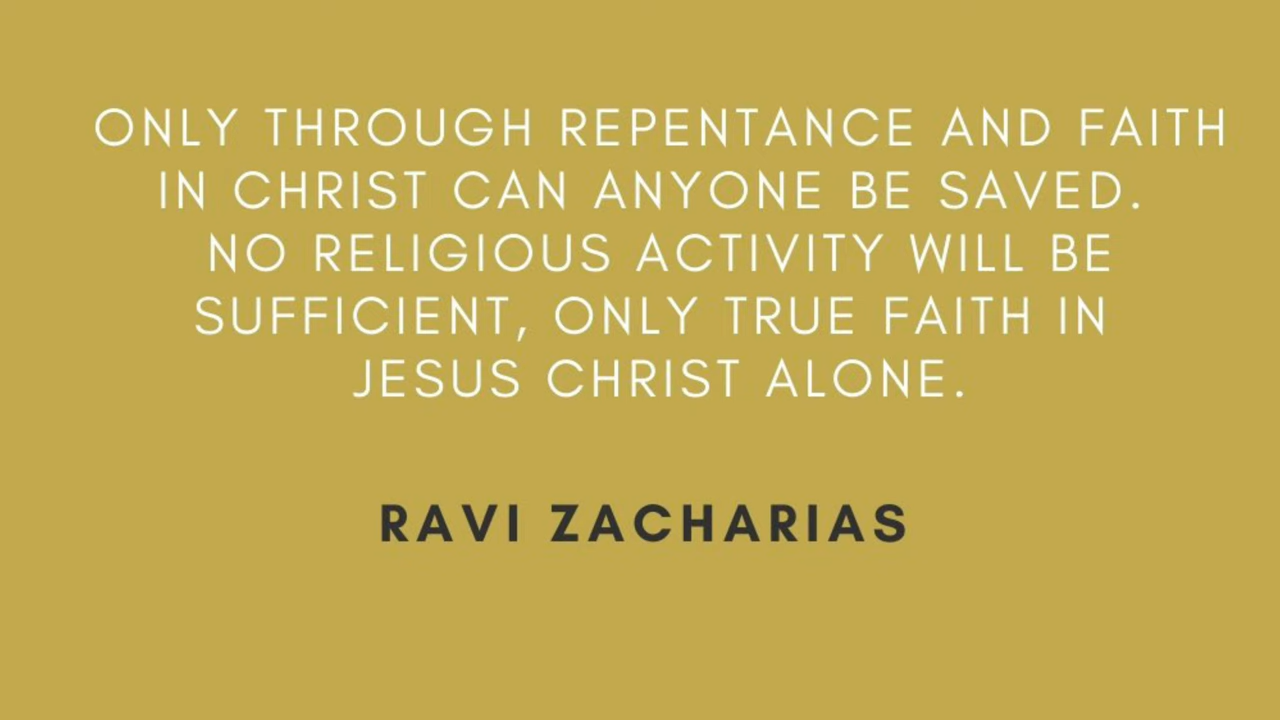 ONLY THROUGH REPENTANCE AND FAITH
IN CHRIST CAN ANYONE BE SAVED.
NO RELIGIOUS ACTIVITY WILL BE
SUFFICIENT, ONLY TRUE FAITH IN
JESUS CHRIST ALONE.
RAVI ZACHARIAS